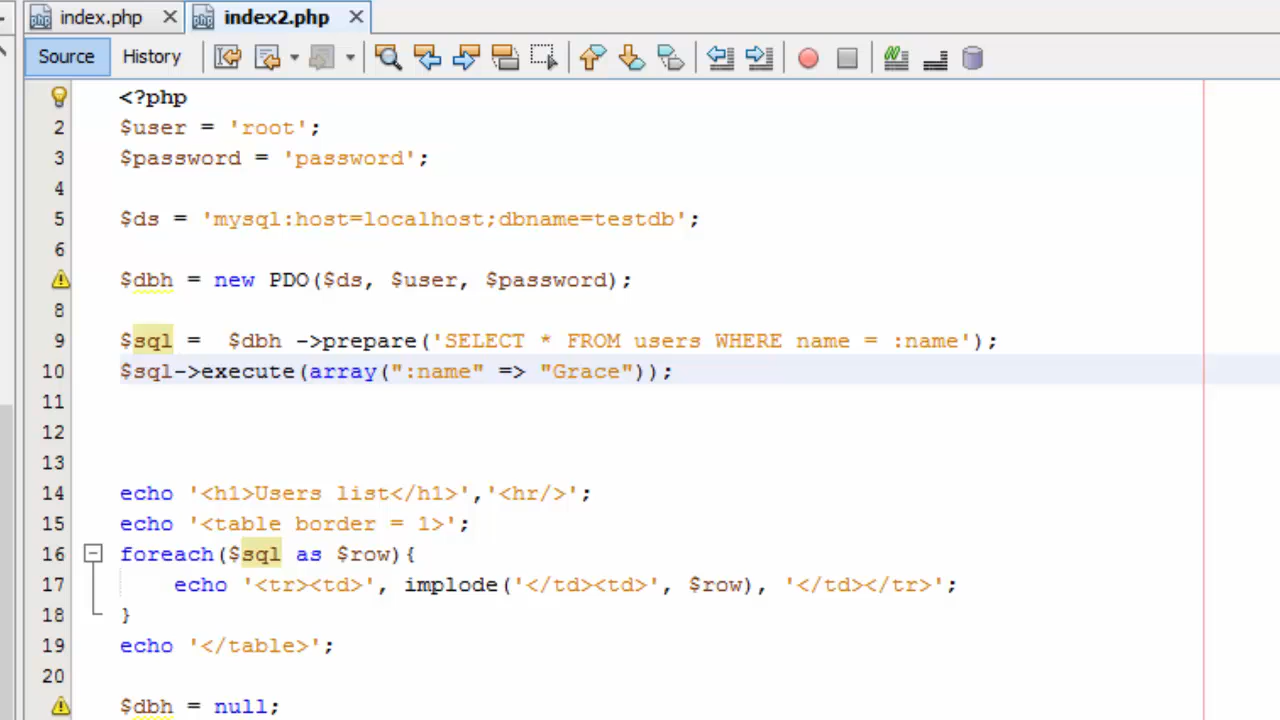 index.php
index2.php
Source
History
<?php
2 $user = 'root';
3 $password = 'password';
4
5 $ds = 'mysql:host=localhost;dbname=testdb';
6
$dbh = new PDO($ds, $user, $password);
8
9 $sql =  $dbh ->prepare('SELECT * FROM users WHERE name = :name');
10 $sql->execute(array(":name" => "Grace"));
11
12
13
14 echo '<h1>Users list</h1>','<hr/>';
15 echo '<table border = 1>';
16 foreach($sql as $row){
17     echo '<tr><td>', implode('</td><td>', $row), '</td></tr>';
18 }
19 echo '</table>';
20
$dbh = null;